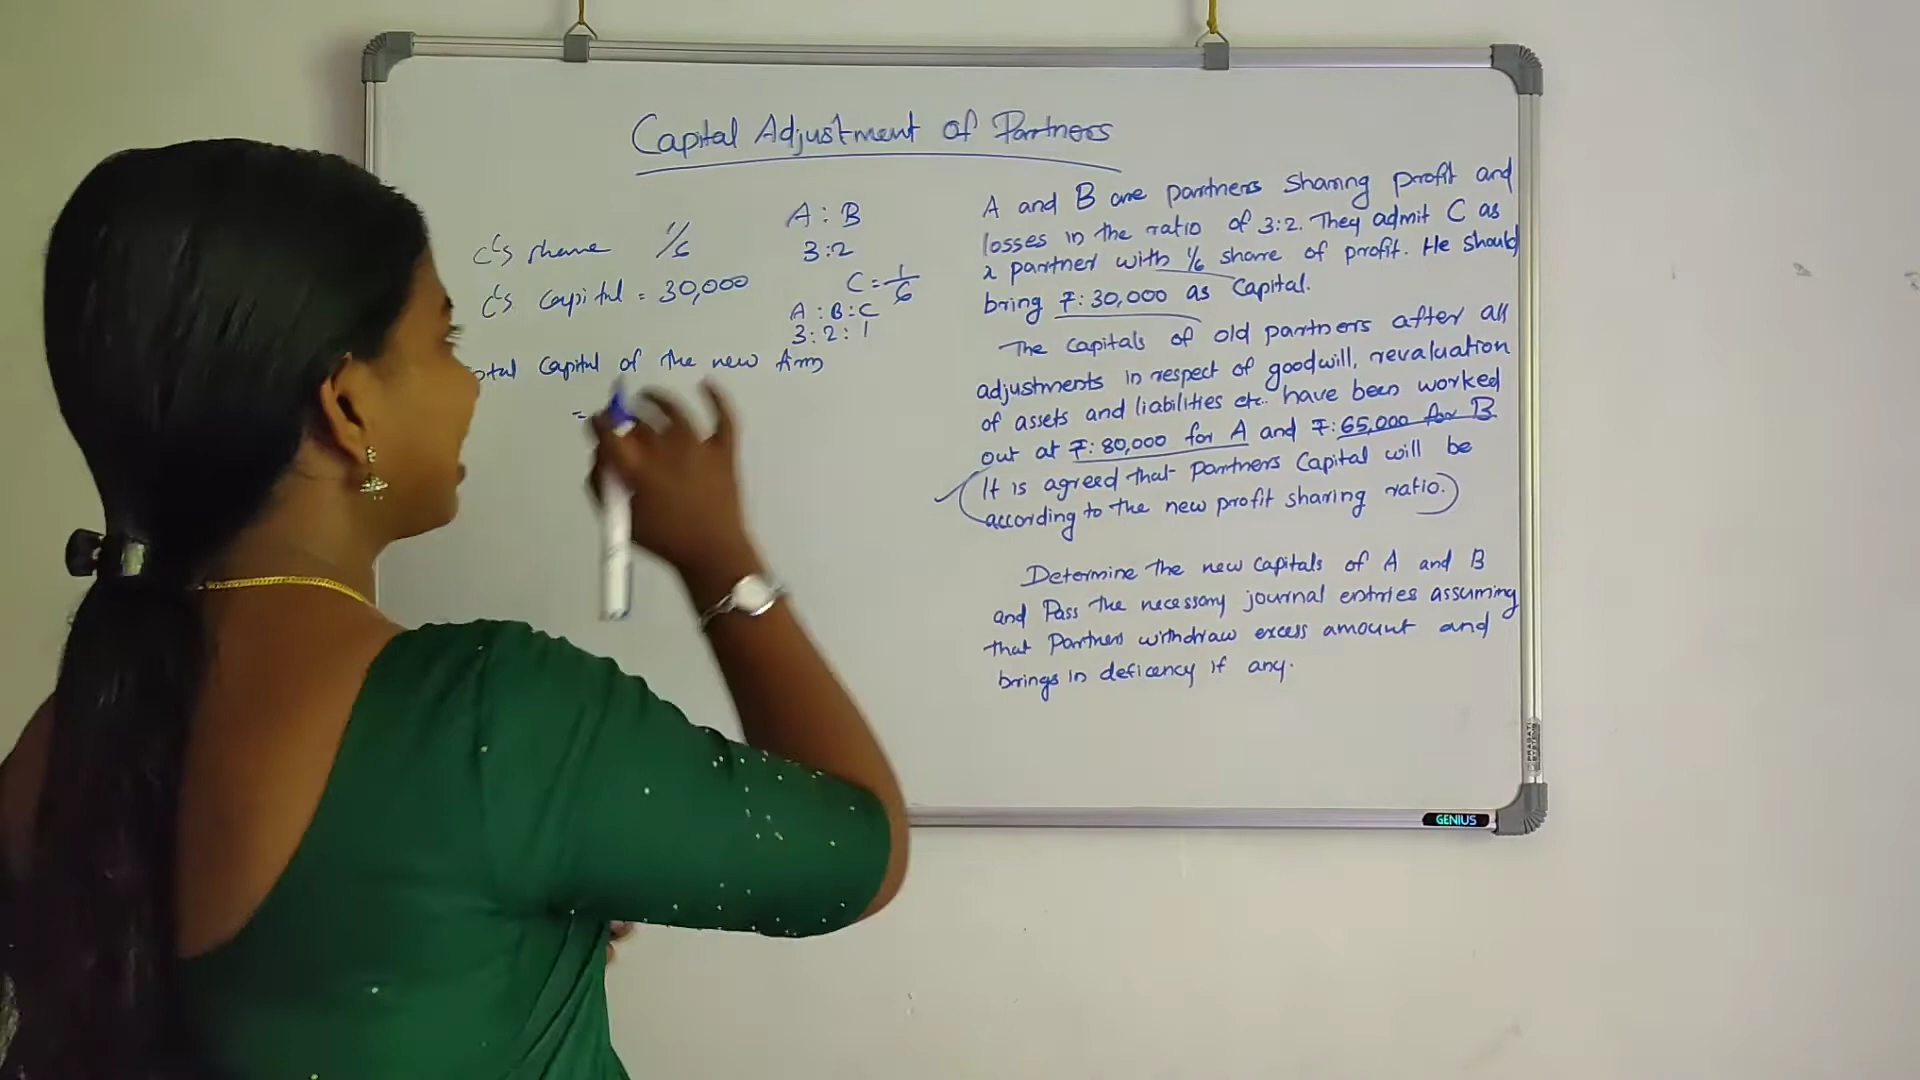 Capital Adjustment of Partners
C's share 1/6
C's capital = 30,000
A : B
3:2
C = 1/6
A : B : C
3 : 2 : 1
otal capital of the new firm
=
A and B are partners sharing profit and
losses in the ratio of 3:2. They admit C as
a partner with 1/6 share of profit. He should
bring ₹: 30,000 as Capital.
The capitals of old partners after all
adjustments in respect of goodwill, revaluation
of assets and liabilities etc.. have been worked
out at ₹: 80,000 for A and ₹: 65,000 for B
(It is agreed that partners capital will be
according to the new profit sharing ratio.)
Determine the new capitals of A and B
and Pass the necessary journal entries assuming
that Partners withdraw excess amount and
brings in deficency if any.
GENIUS